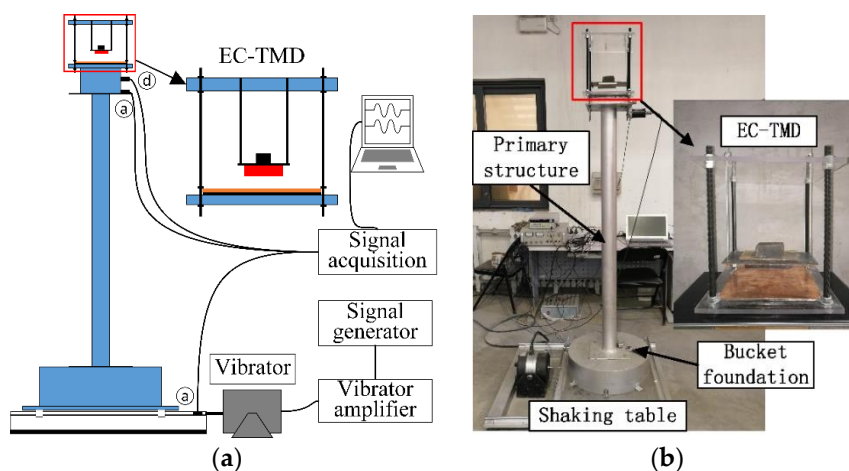 EC-TMD
ⓓ
ⓐ
Signal
acquisition
Signal
generator
Vibrator
Vibrator
amplifier
ⓐ
(a)
Primary
structure
EC-TMD
Bucket
foundation
Shaking table
(b)